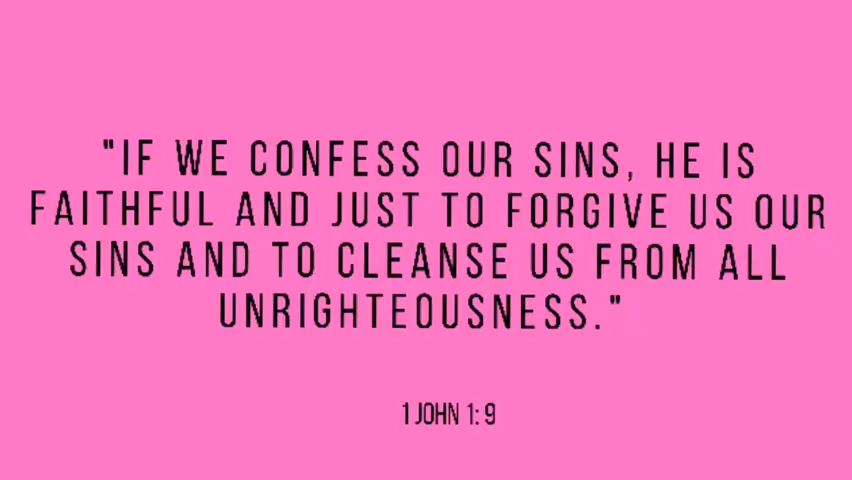 "IF WE CONFESS OUR SINS, HE IS
FAITHFUL AND JUST TO FORGIVE US OUR
SINS AND TO CLEANSE US FROM ALL
UNRIGHTEOUSNESS."
1 JOHN 1: 9